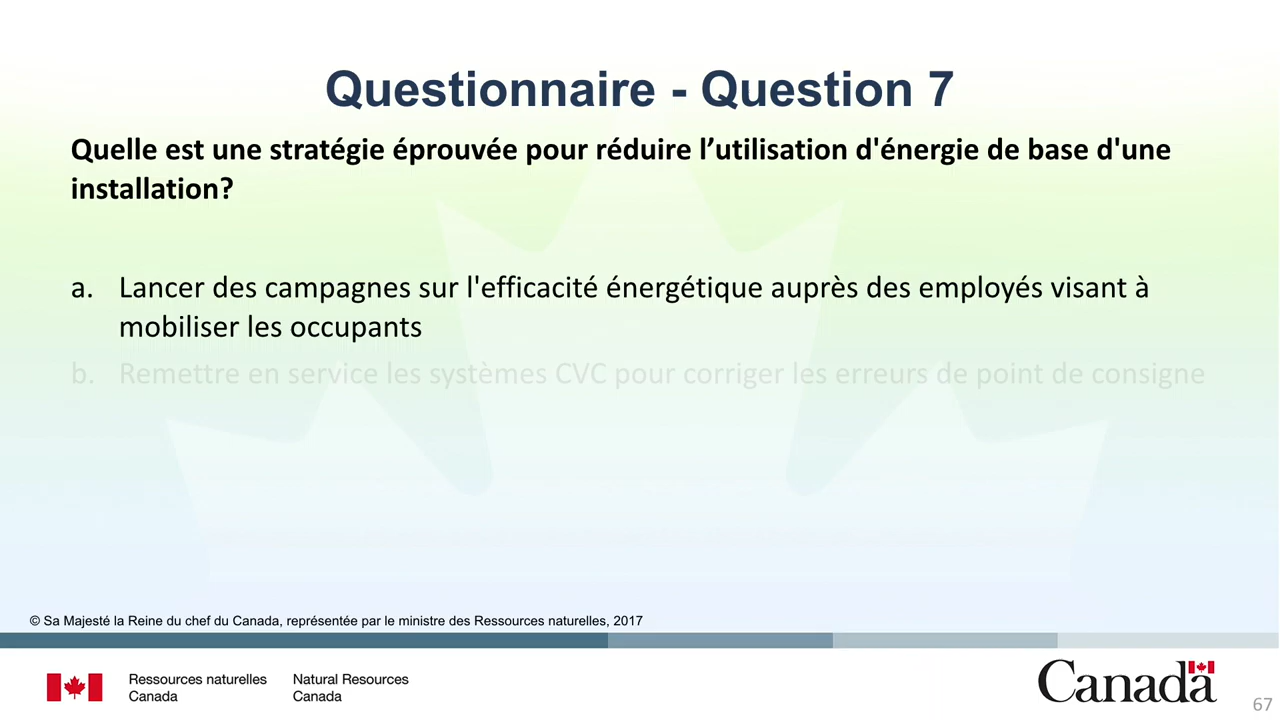 Questionnaire - Question 7
Quelle est une stratégie éprouvée pour réduire l’utilisation d'énergie de base d'une
installation?
a. Lancer des campagnes sur l'efficacité énergétique auprès des employés visant à
mobiliser les occupants
b. Remettre en service les systèmes CVC pour corriger les erreurs de point de consigne
© Sa Majesté la Reine du chef du Canada, représentée par le ministre des Ressources naturelles, 2017
Ressources naturelles Natural Resources
Canada Canada
Canada
67